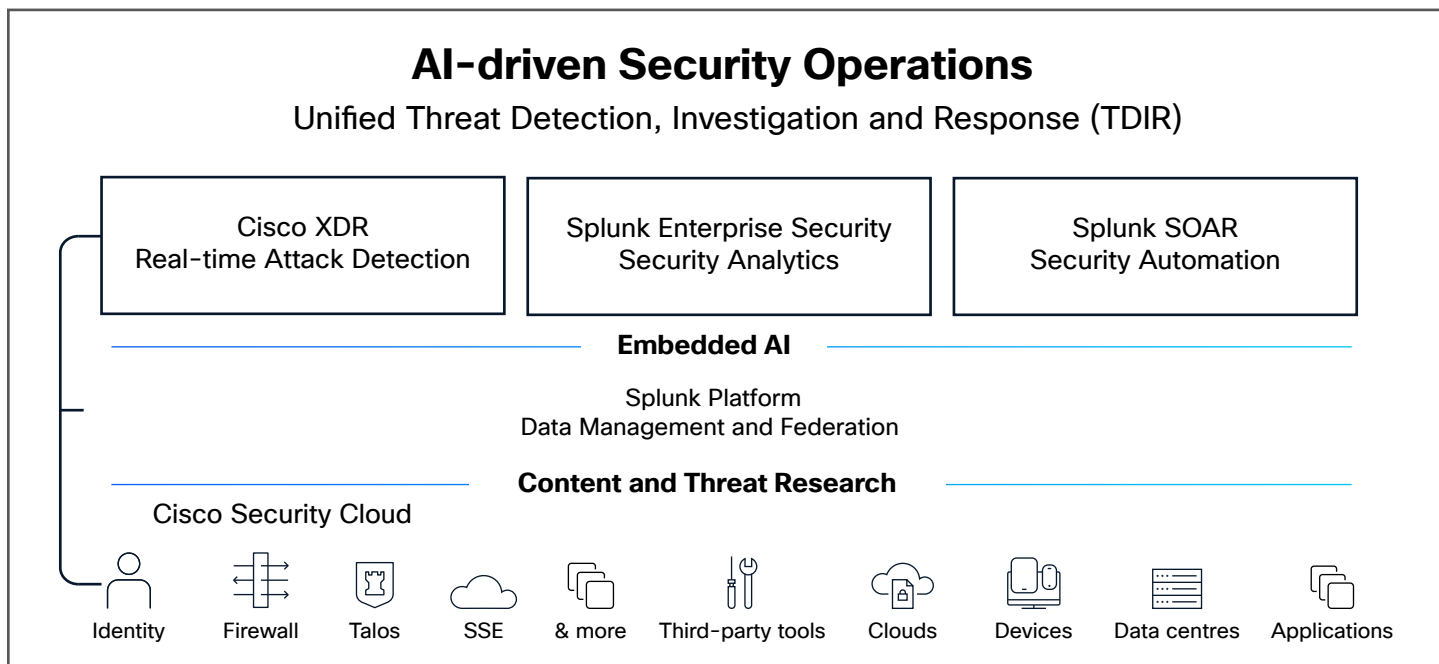 AI-driven Security Operations
Unified Threat Detection, Investigation and Response (TDIR)
Cisco XDR
Real-time Attack Detection
Splunk Enterprise Security
Security Analytics
Splunk SOAR
Security Automation
Embedded AI
Splunk Platform
Data Management and Federation
Content and Threat Research
Cisco Security Cloud
Identity
Firewall
Talos
SSE
& more
Third-party tools
Clouds
Devices
Data centres
Applications